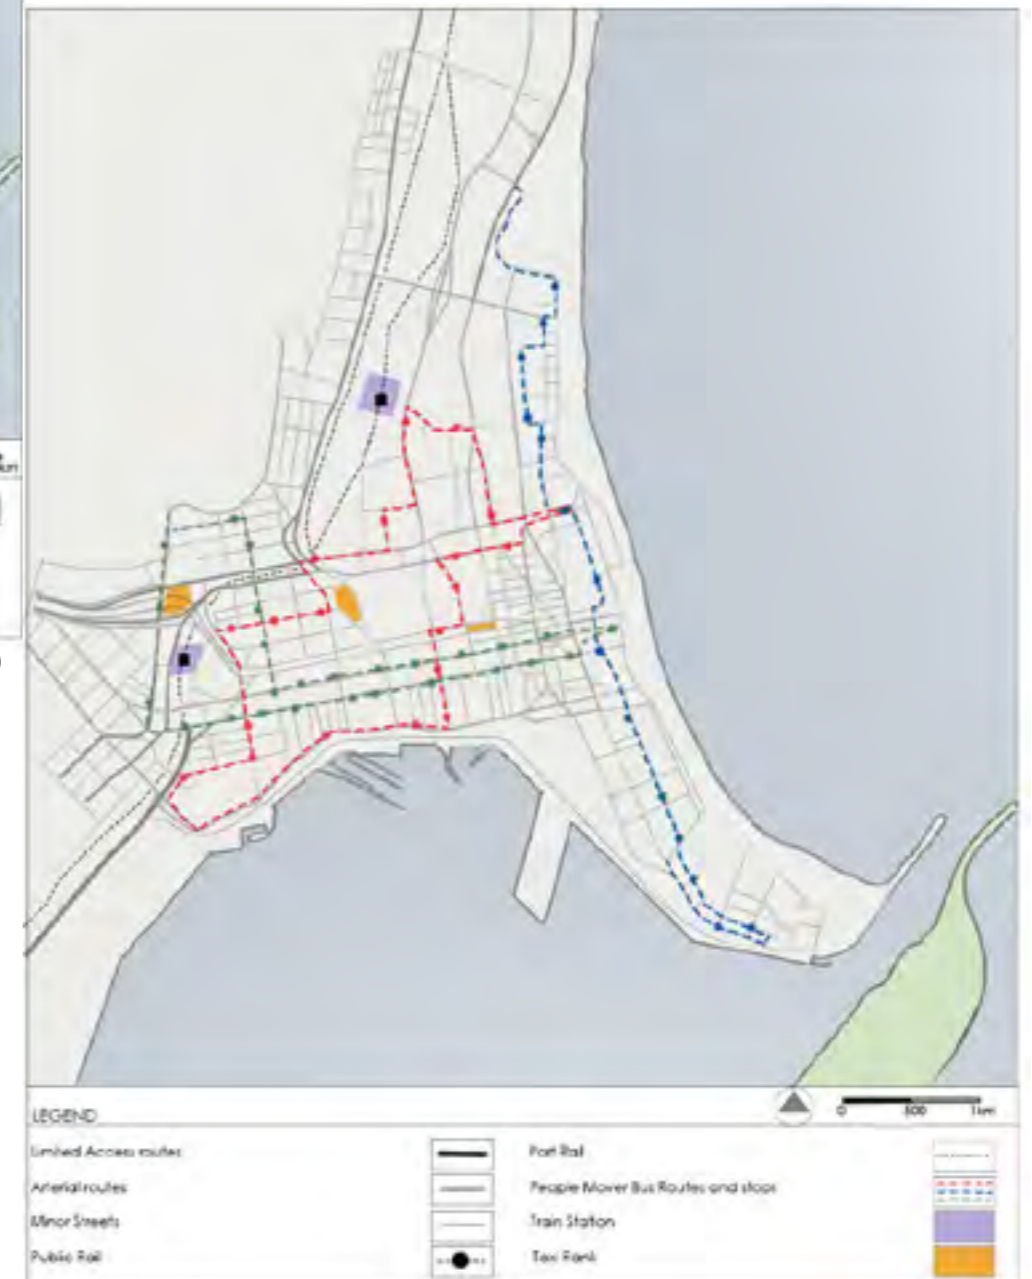 LEGEND
0 500 1km
Limited Access routes
Port Rail
Arterial routes
People Mover Bus Routes and stops
Minor Streets
Train Station
Public Rail
Taxi Rank